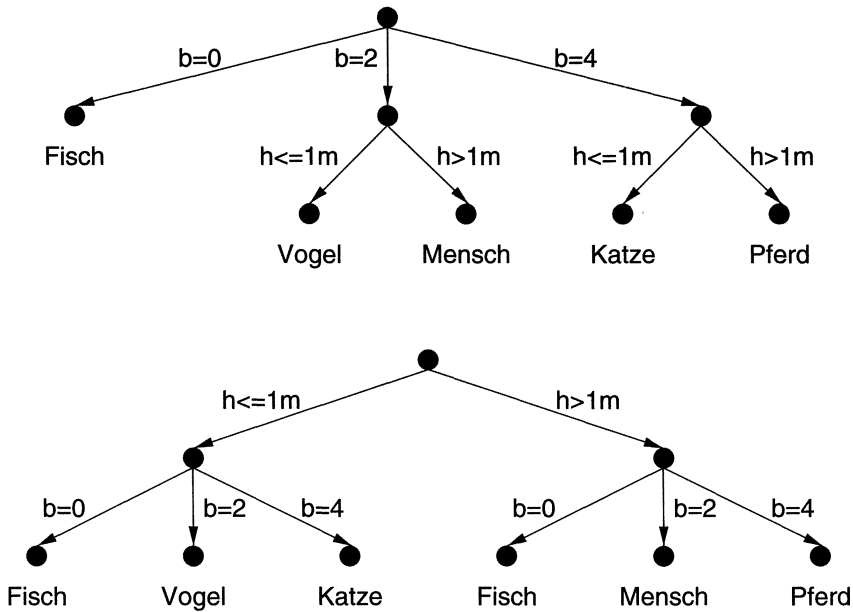 b=0 b=2 b=4
Fisch
h<=1m h>1m h<=1m h>1m
Vogel Mensch Katze Pferd
h<=1m h>1m
b=0 b=2 b=4 b=0 b=2 b=4
Fisch Vogel Katze Fisch Mensch Pferd